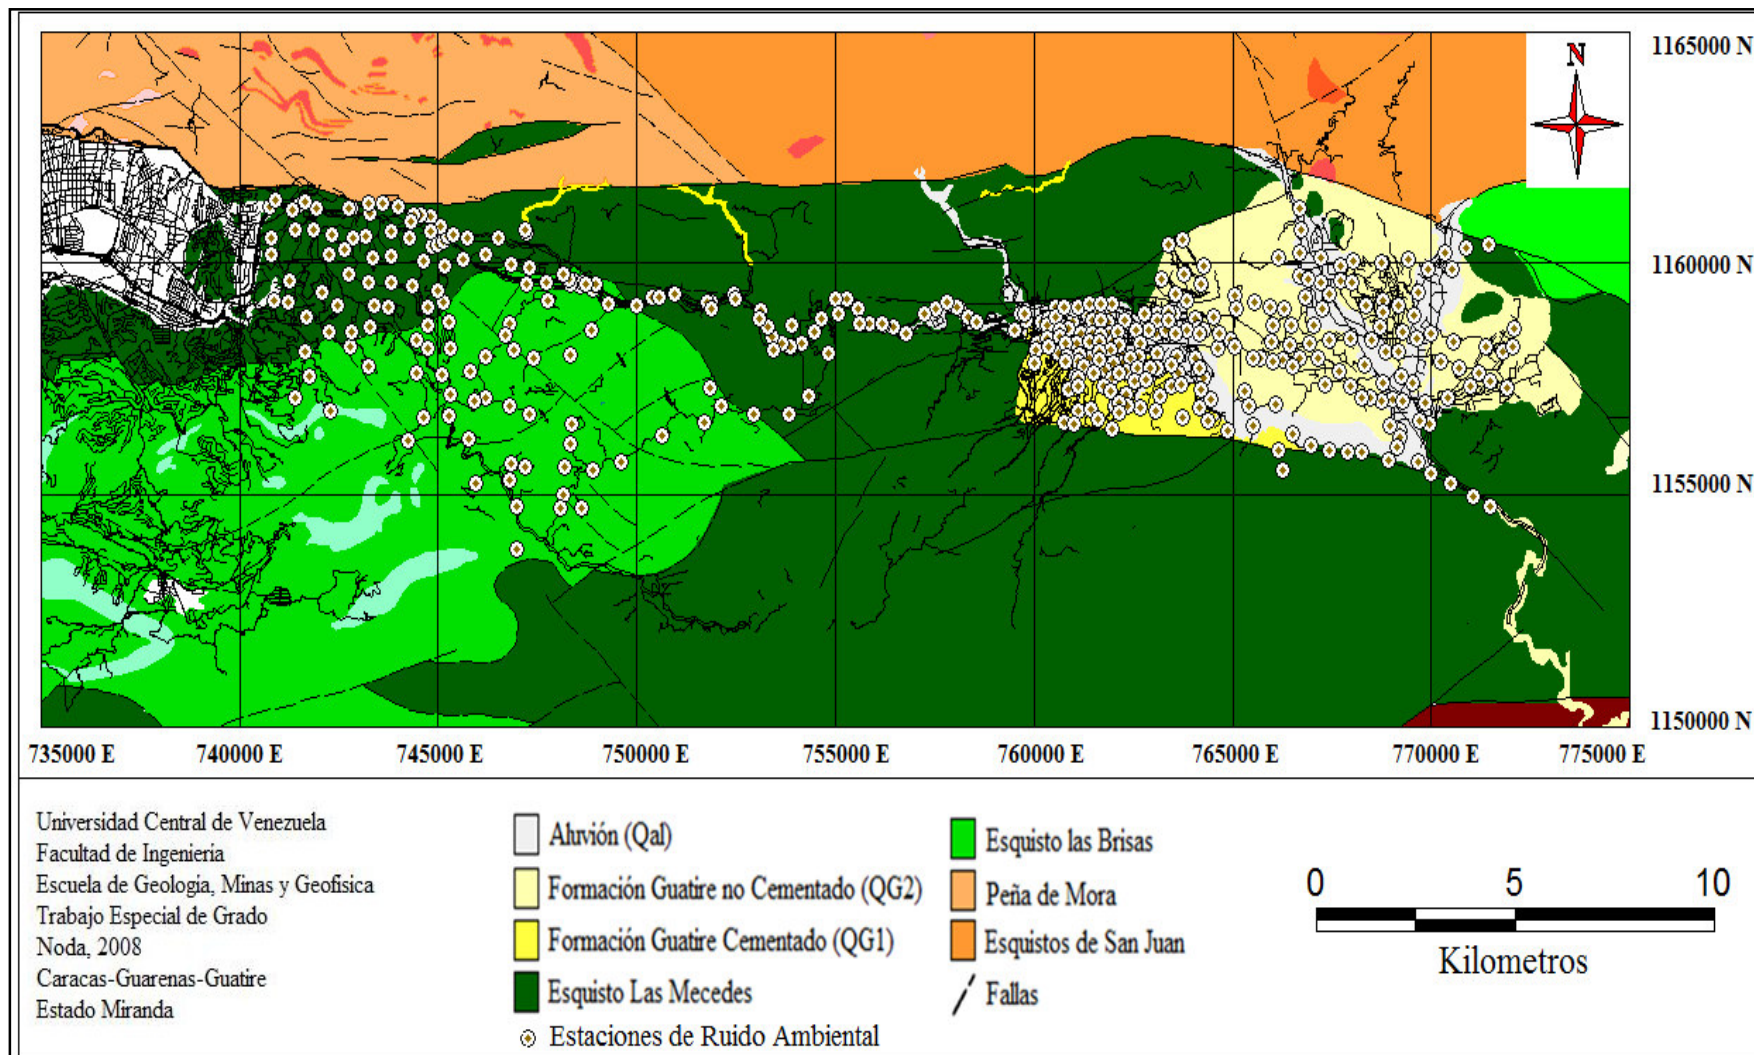 N
1165000 N
1160000 N
1155000 N
1150000 N
735000 E
740000 E
745000 E
750000 E
755000 E
760000 E
765000 E
770000 E
775000 E
Universidad Central de Venezuela
Facultad de Ingeniería
Escuela de Geología, Minas y Geofísica
Trabajo Especial de Grado
Noda, 2008
Caracas-Guarenas-Guatire
Estado Miranda
Aluvión (Qal)
Formación Guatire no Cementado (QG2)
Formación Guatire Cementado (QG1)
Esquisto Las Mecedes
Estaciones de Ruido Ambiental
Esquisto las Brisas
Peña de Mora
Esquistos de San Juan
Fallas
0 5 10
Kilometros